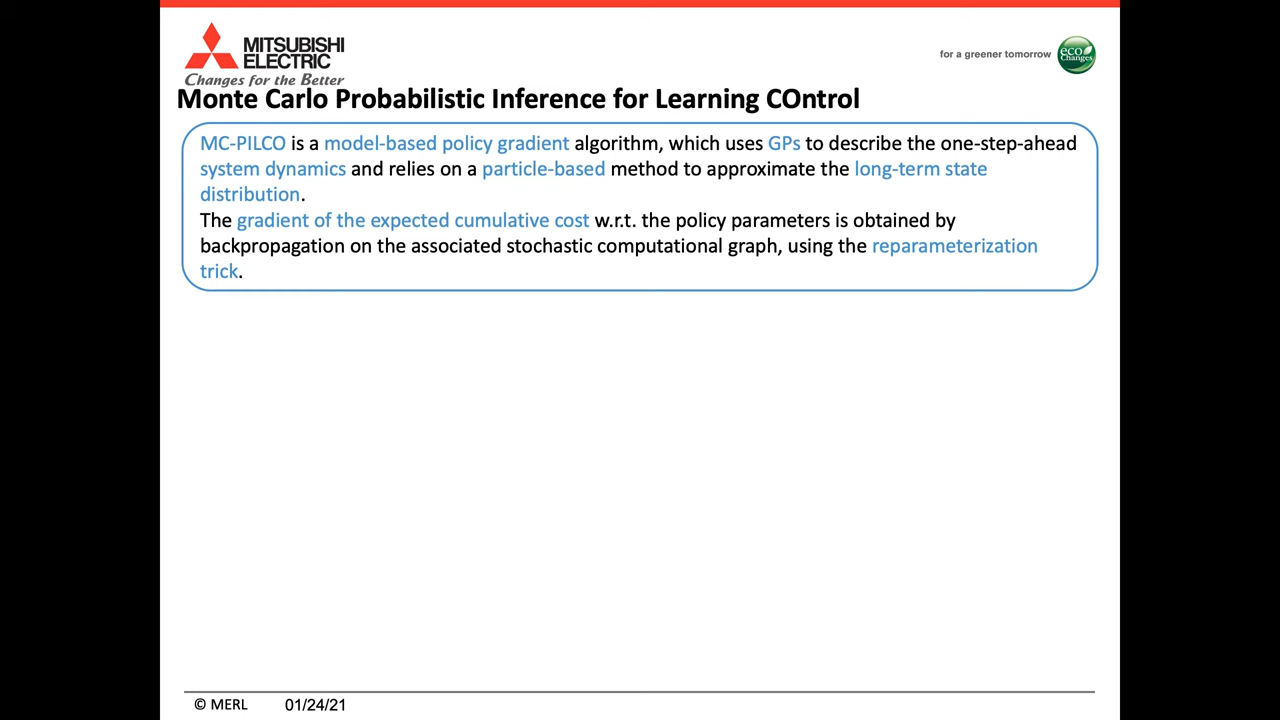 MITSUBISHI
ELECTRIC
Changes for the Better
for a greener tomorrow
eco
Changes
Monte Carlo Probabilistic Inference for Learning COntrol
MC-PILCO is a model-based policy gradient algorithm, which uses GPs to describe the one-step-ahead
system dynamics and relies on a particle-based method to approximate the long-term state
distribution.
The gradient of the expected cumulative cost w.r.t. the policy parameters is obtained by
backpropagation on the associated stochastic computational graph, using the reparameterization
trick.
© MERL 01/24/21